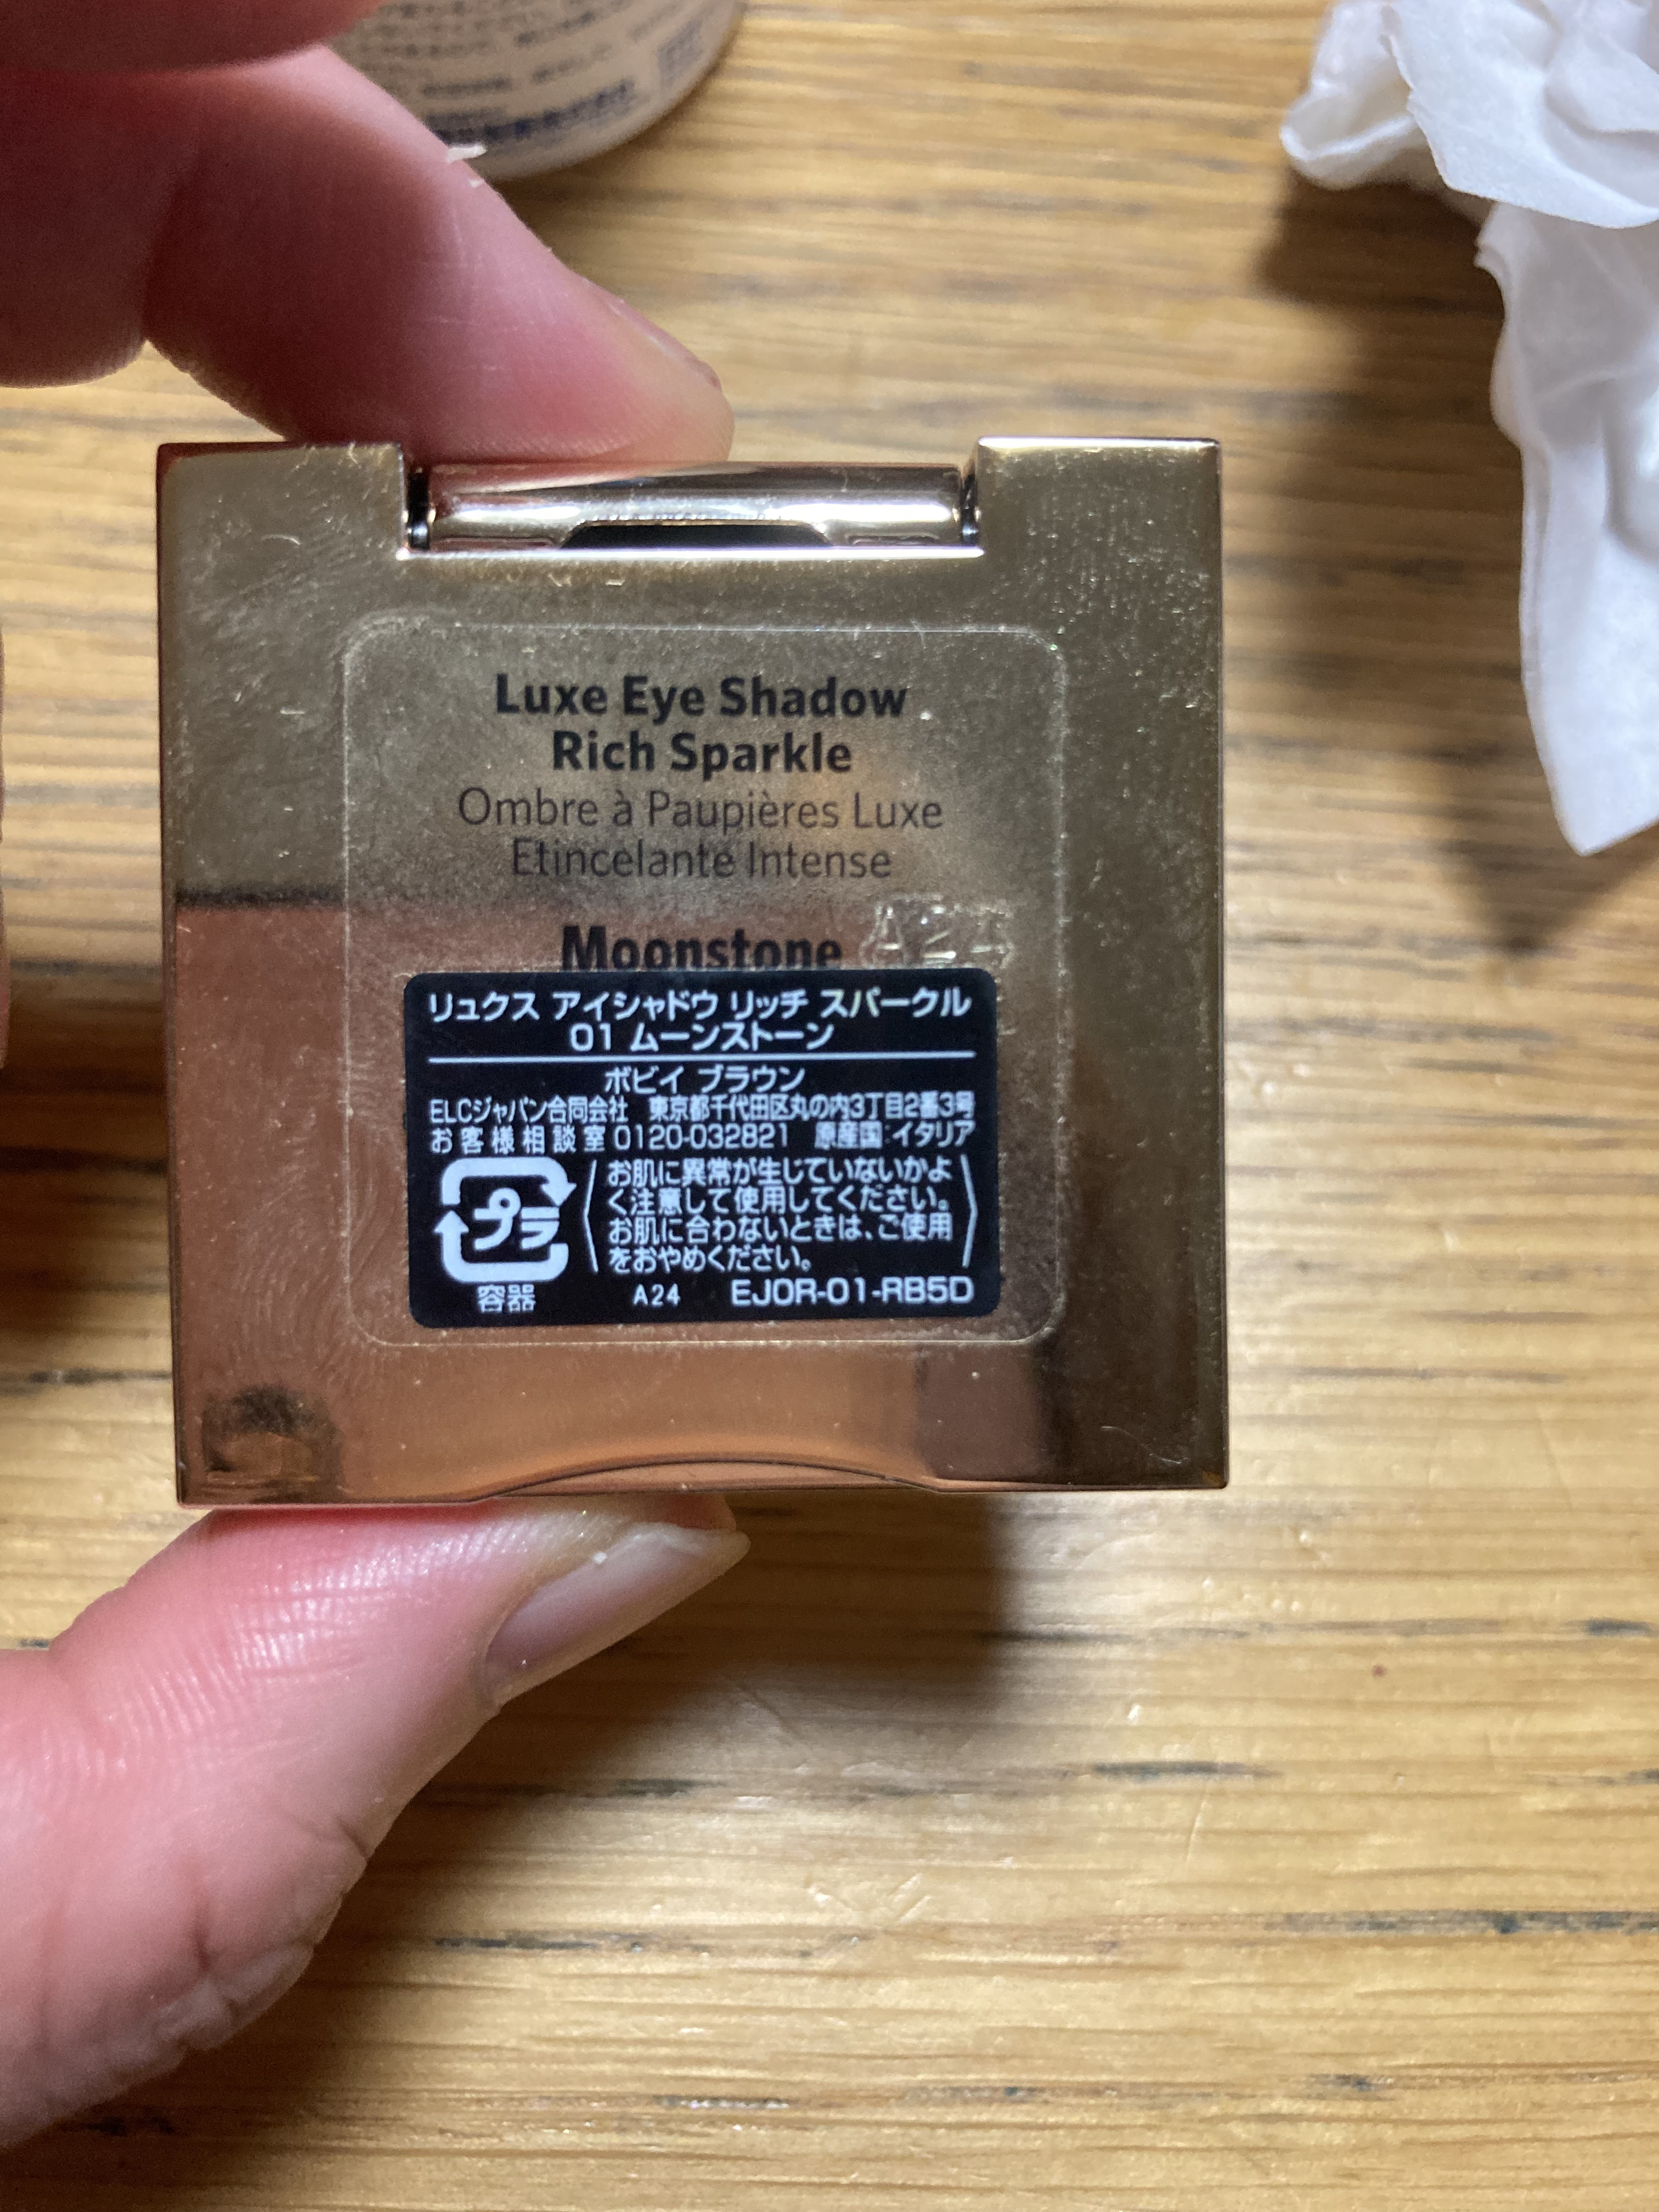 Luxe Eye Shadow
Rich Sparkle
Ombre à Paupières Luxe
Etincelante Intense
Moonstone A24
リュクス アイシャドウ リッチ スパークル
01 ムーンストーン
ボビイ ブラウン
ELCジャパン合同会社 東京都千代田区丸の内3丁目2番3号
お客様相談室0120-032821 原産国:イタリア
お肌に異常が生じていないかよ
く注意して使用してください。
お肌に合わないときは、ご使用
をおやめください。
プラ
容器 A24 EJ0R-01-RB5D